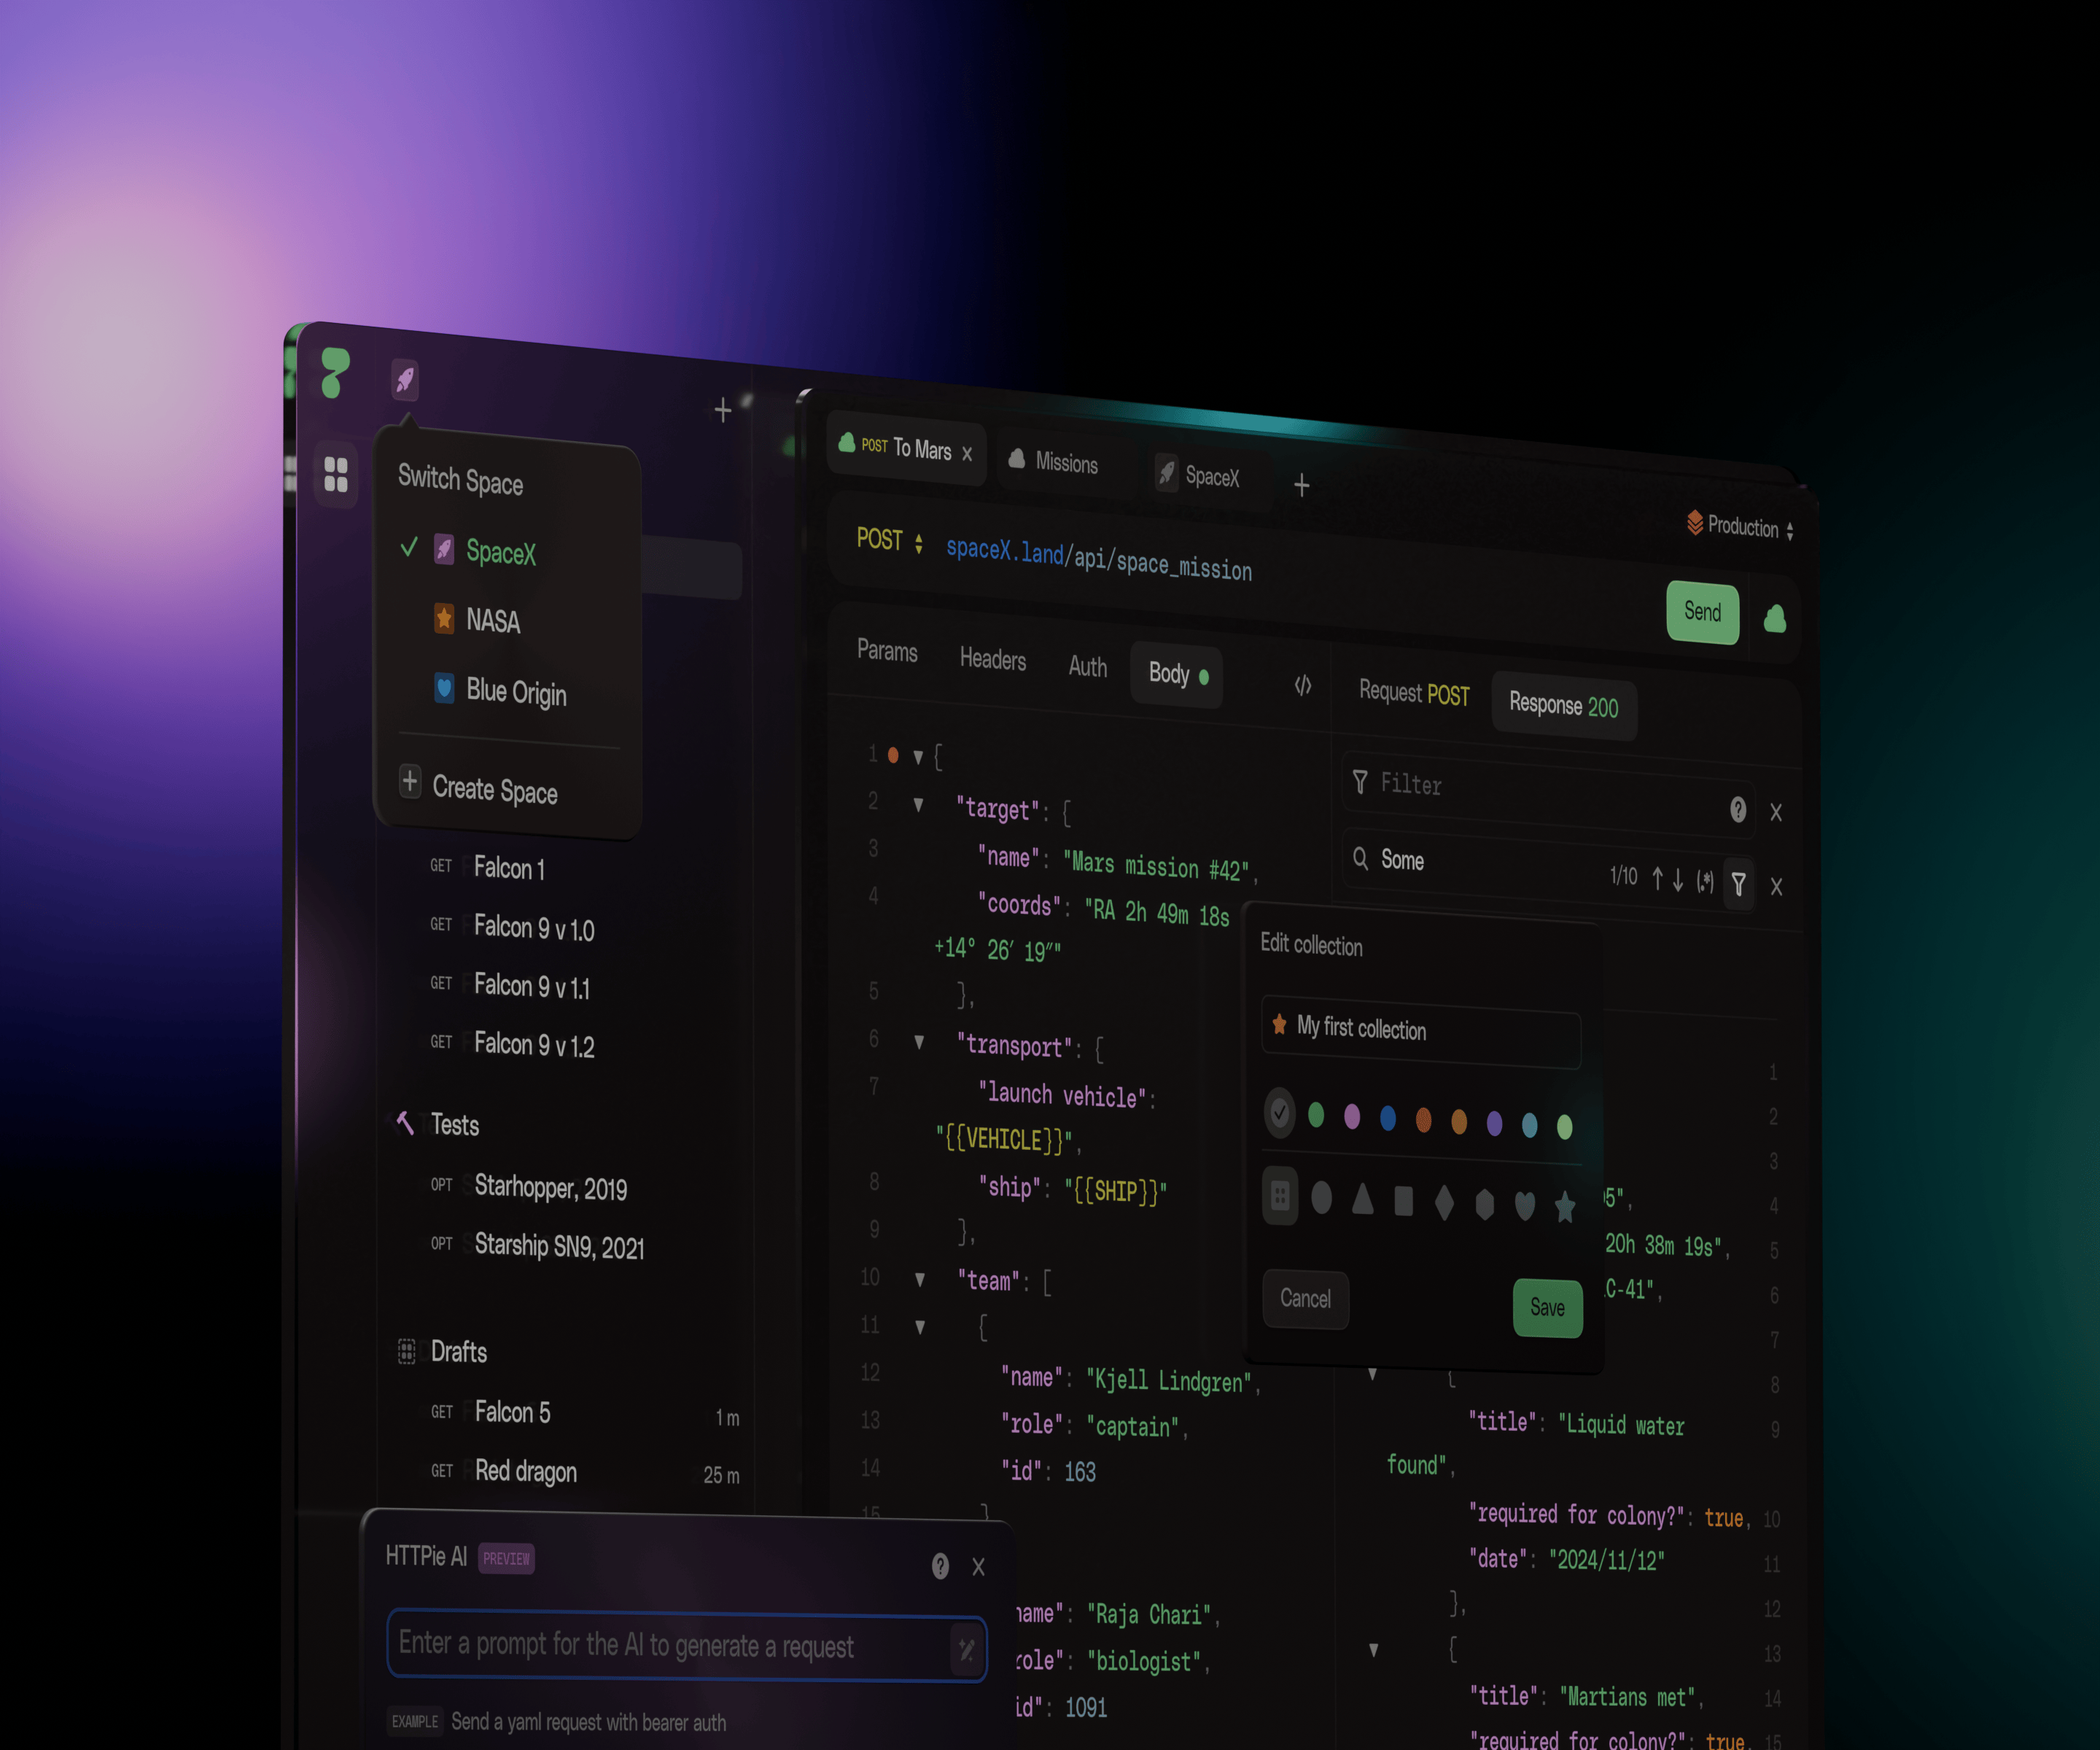 Switch Space
SpaceX
NASA
Blue Origin
Create Space
GET Falcon 1
GET Falcon 9 v 1.0
GET Falcon 9 v 1.1
GET Falcon 9 v 1.2
Tests
OPT Starhopper, 2019
OPT Starship SN9, 2021
Drafts
GET Falcon 5 1 m
GET Red dragon 25 m
HTTPie AI PREVIEW
Enter a prompt for the AI to generate a request
EXAMPLE Send a yaml request with bearer auth
POST To Mars
Missions
SpaceX
Production
POST spaceX.land/api/space_mission
Send
Params Headers Auth Body
1 {
2 "target": {
3 "name": "Mars mission #42",
4 "coords": "RA 2h 49m 18s
+14° 26′ 19″"
5 },
6 "transport": {
7 "launch vehicle":
"{{VEHICLE}}",
8 "ship": "{{SHIP}}"
9 },
10 "team": [
11 {
12 "name": "Kjell Lindgren",
13 "role": "captain",
14 "id": 163
15 }
name": "Raja Chari",
role": "biologist",
id": 1091
Request POST Response 200
Filter
Some 1/10 (.*)
Edit collection
My first collection
Cancel Save
1
2
3
5", 4
20h 38m 19s", 5
C-41", 6
7
{ 8
"title": "Liquid water 9
found",
"required for colony?": true, 10
"date": "2024/11/12" 11
}, 12
{ 13
"title": "Martians met", 14
"required for colony?": true, 15